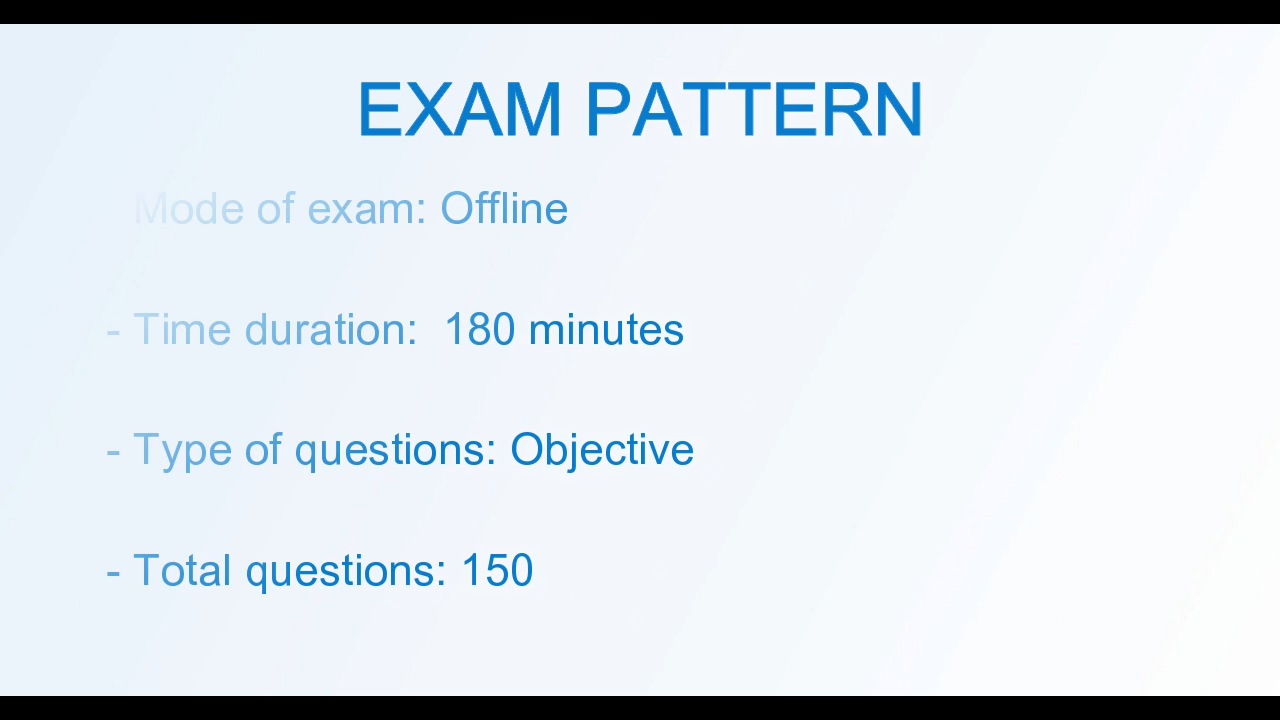 EXAM PATTERN
Mode of exam: Offline
- Time duration: 180 minutes
- Type of questions: Objective
- Total questions: 150